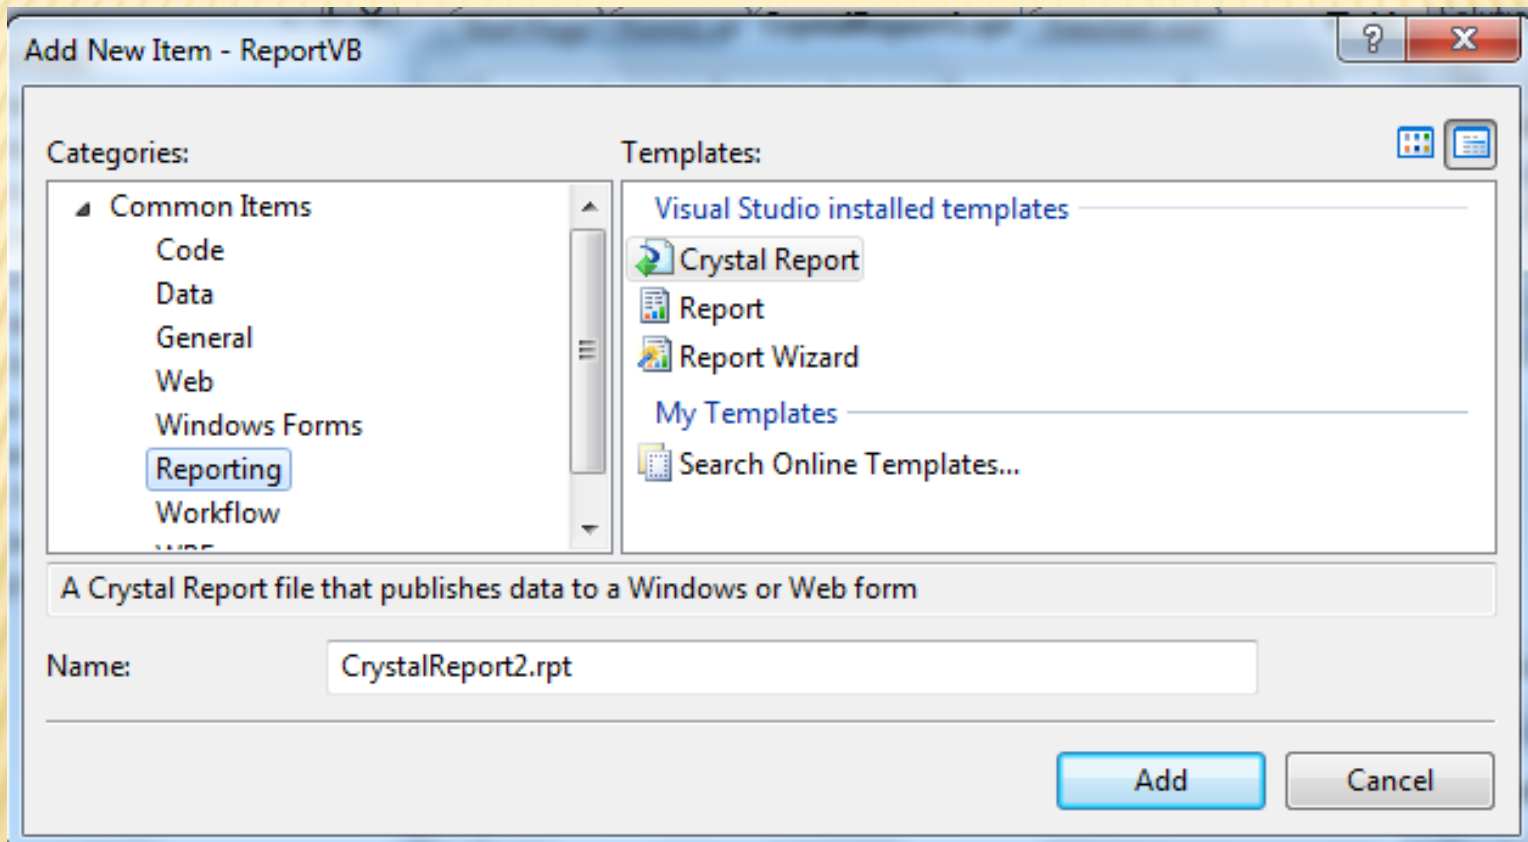 Add New Item - ReportVB
Categories:
Templates:
Common Items
Code
Data
General
Web
Windows Forms
Reporting
Workflow
Visual Studio installed templates
Crystal Report
Report
Report Wizard
My Templates
Search Online Templates...
A Crystal Report file that publishes data to a Windows or Web form
Name:
CrystalReport2.rpt
Add
Cancel